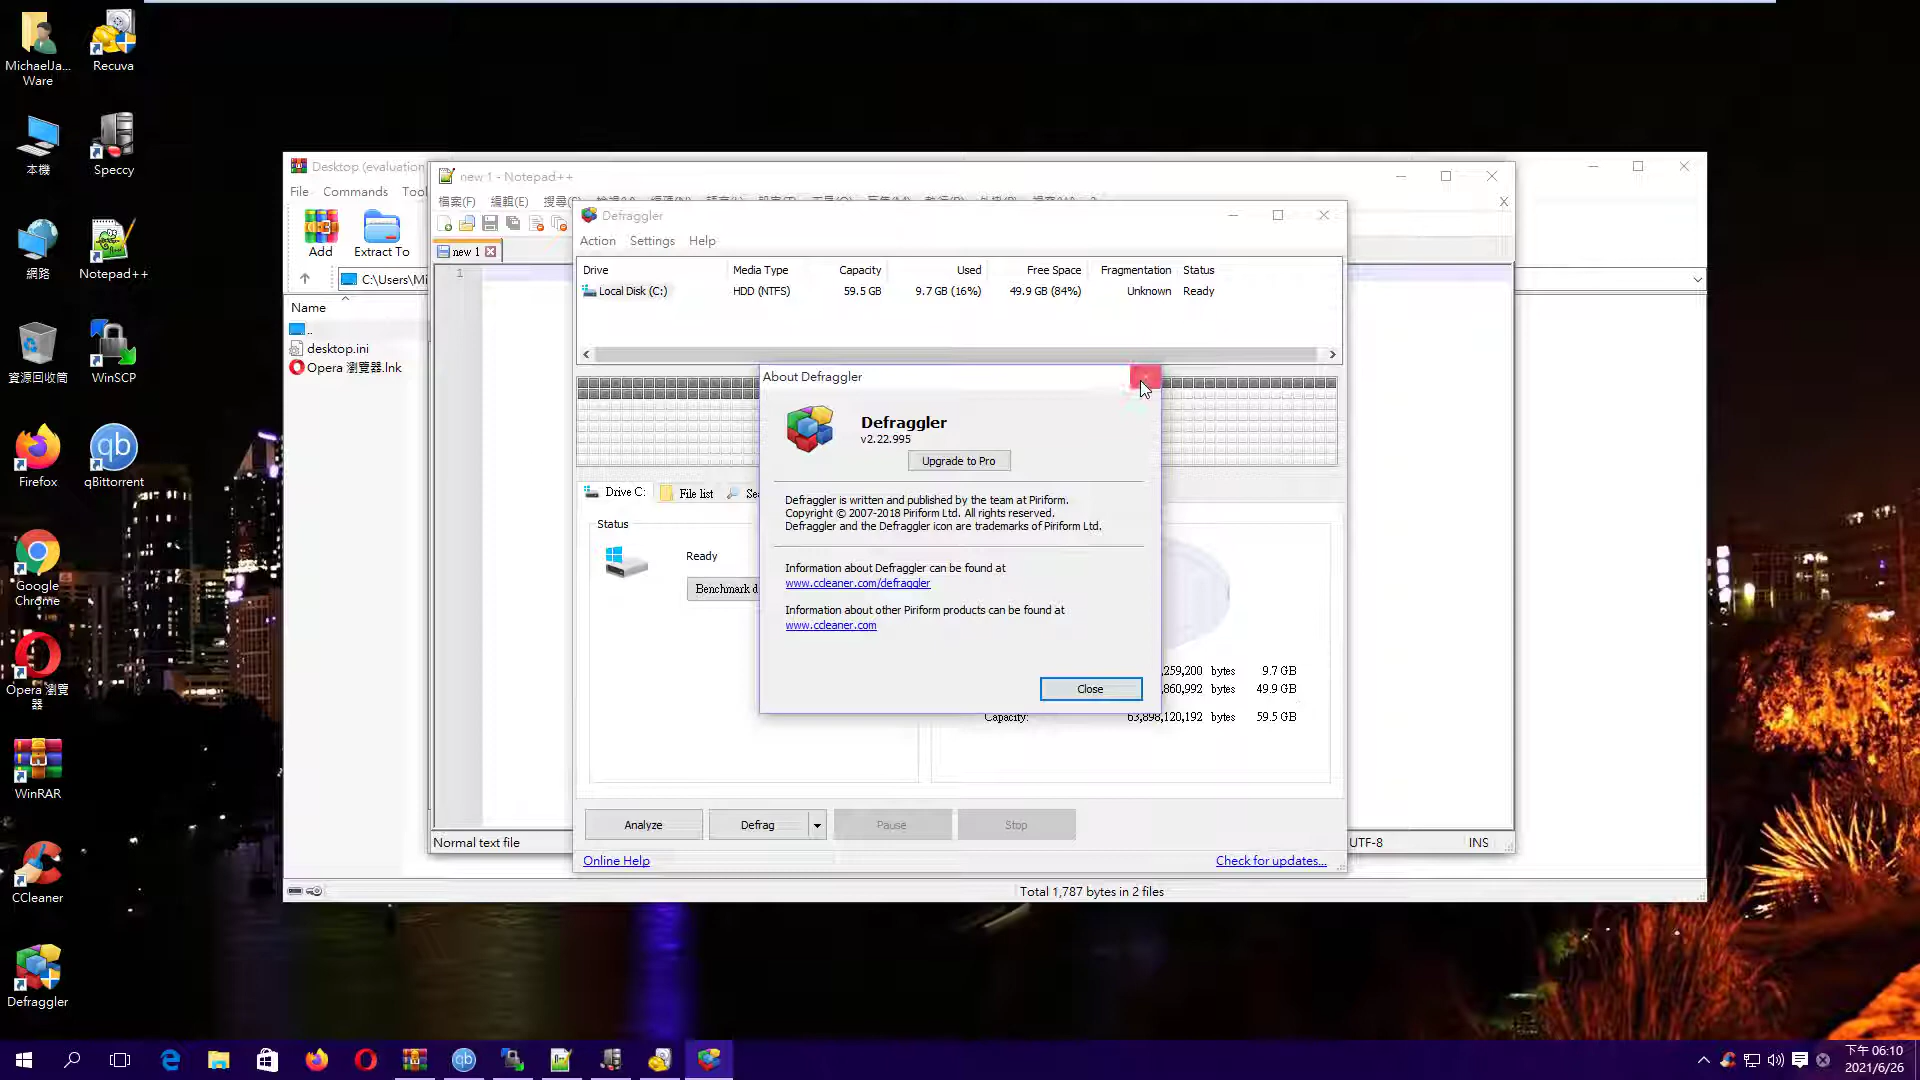 MichaelJa...
Ware
Recuva
本機
Speccy
網路
Notepad++
資源回收筒
WinSCP
Firefox
qBittorrent
Google
Chrome
Opera 瀏覽
器
WinRAR
CCleaner
Defraggler
Desktop (evaluation
File Commands Tool
Add
Extract To
C:\Users\Mi
Name
..
desktop.ini
Opera 瀏覽器.lnk
Total 1,787 bytes in 2 files
new 1 - Notepad++
檔案(F) 編輯(E)
new 1
1
Normal text file
UTF-8
INS
Defraggler
Action Settings Help
Drive Media Type Capacity Used Free Space Fragmentation Status
Local Disk (C:) HDD (NTFS) 59.5 GB 9.7 GB (16%) 49.9 GB (84%) Unknown Ready
Drive C: File list
Status
Ready
Benchmark d
259,200 bytes 9.7 GB
860,992 bytes 49.9 GB
Capacity: 63,898,120,192 bytes 59.5 GB
Analyze Defrag Pause Stop
Online Help
Check for updates...
About Defraggler
Defraggler
v2.22.995
Upgrade to Pro
Defraggler is written and published by the team at Piriform.
Copyright © 2007-2018 Piriform Ltd. All rights reserved.
Defraggler and the Defraggler icon are trademarks of Piriform Ltd.
Information about Defraggler can be found at
www.ccleaner.com/defraggler
Information about other Piriform products can be found at
www.ccleaner.com
Close
下午 06:10
2021/6/26